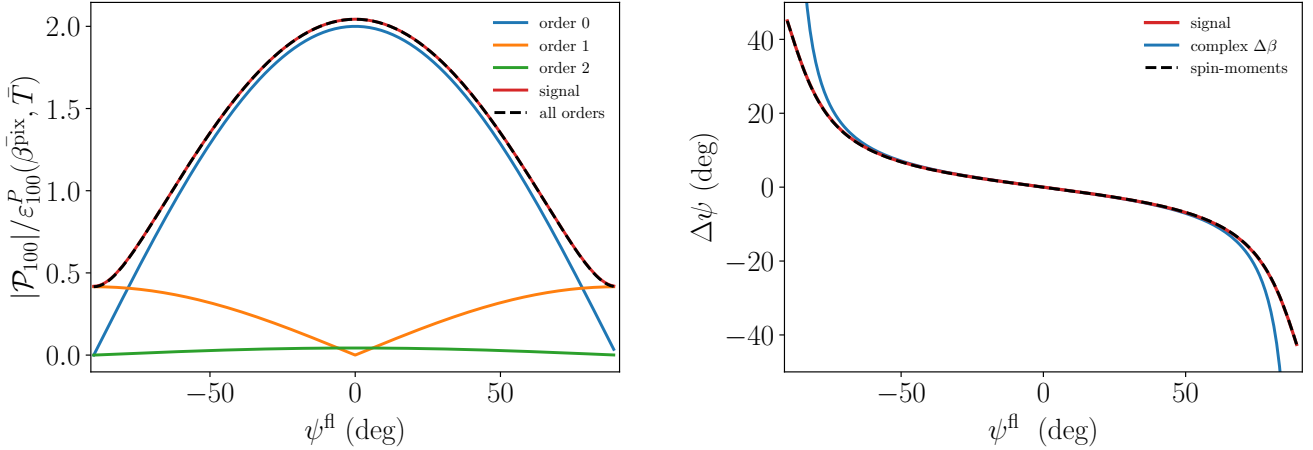 |𝒫₁₀₀|/ε^P_100(β̄^pix, T̄)
2.0
1.5
1.0
0.5
0.0
order 0
order 1
order 2
signal
all orders
−50
0
50
ψ^fl (deg)
Δψ (deg)
40
20
0
−20
−40
signal
complex Δβ
spin-moments
−50
0
50
ψ^fl (deg)